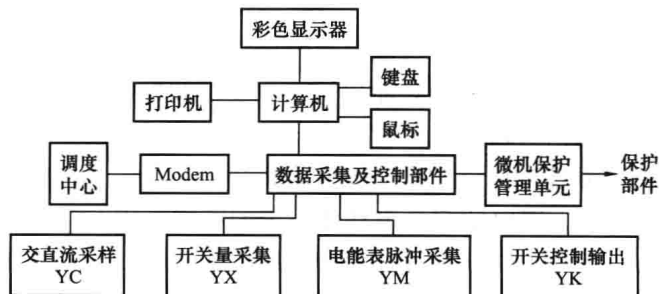 彩色显示器
键盘
打印机
计算机
鼠标
调度
中心
Modem
数据采集及控制部件
微机保护
管理单元
保护
部件
交直流采样
YC
开关量采集
YX
电能表脉冲采集
YM
开关控制输出
YK